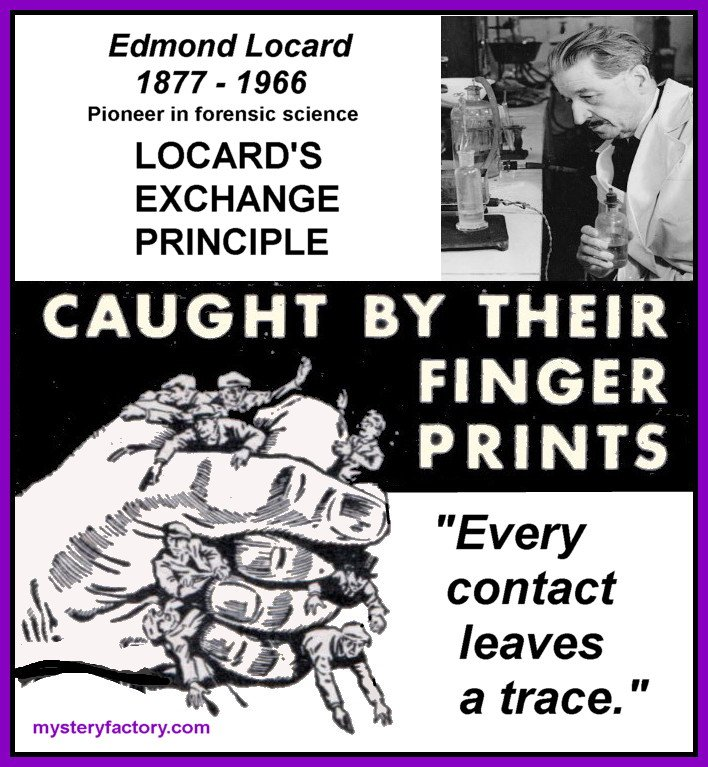 Edmond Locard
1877 - 1966
Pioneer in forensic science
LOCARD'S
EXCHANGE
PRINCIPLE
CAUGHT BY THEIR
FINGER
PRINTS
"Every
contact
leaves
a trace."
mysteryfactory.com